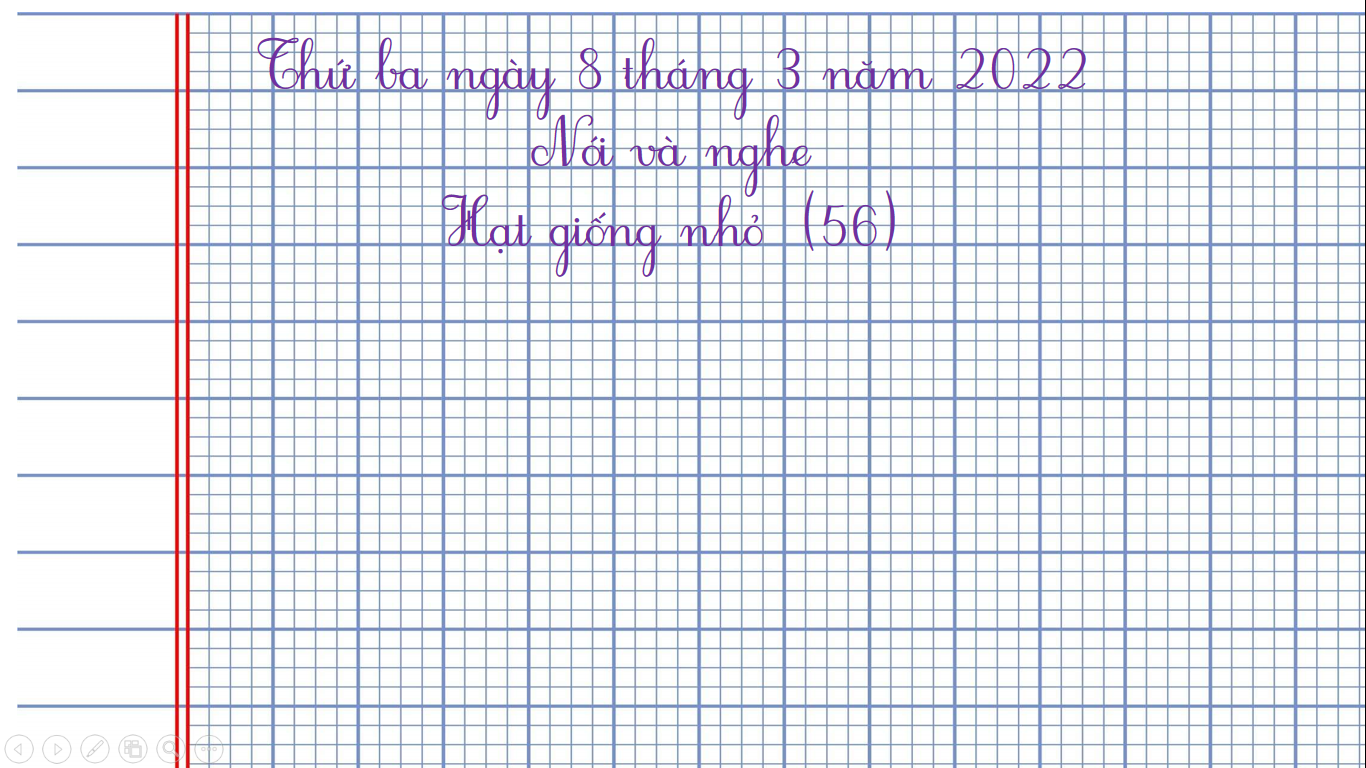 Thứ ba ngày 8 tháng 3 năm 2022
Nói và nghe
Hạt giống nhỏ (56)